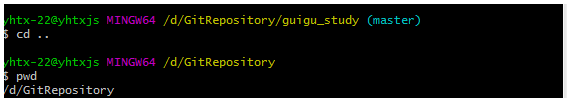 yhtx-22@yhtxjs MINGW64 /d/GitRepository/guigu_study (master)
$ cd ..
yhtx-22@yhtxjs MINGW64 /d/GitRepository
$ pwd
/d/GitRepository